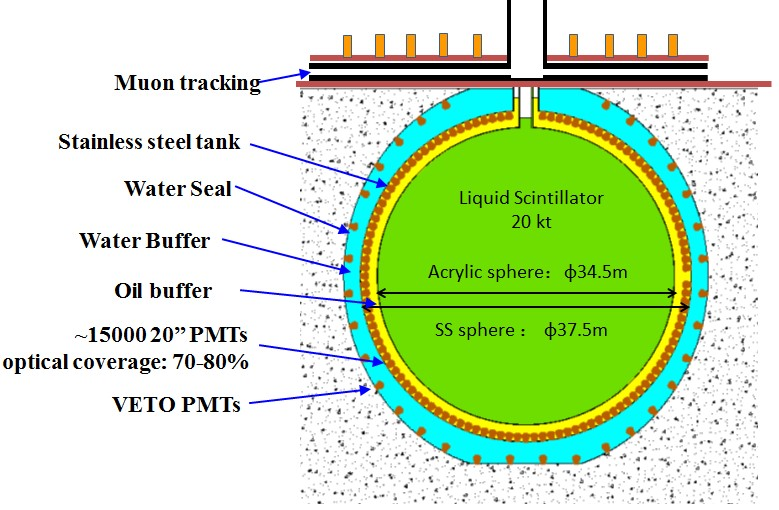 Muon tracking
Stainless steel tank
Water Seal
Water Buffer
Oil buffer
~15000 20” PMTs
optical coverage: 70-80%
VETO PMTs
Liquid Scintillator
20 kt
Acrylic sphere：ϕ34.5m
SS sphere： ϕ37.5m